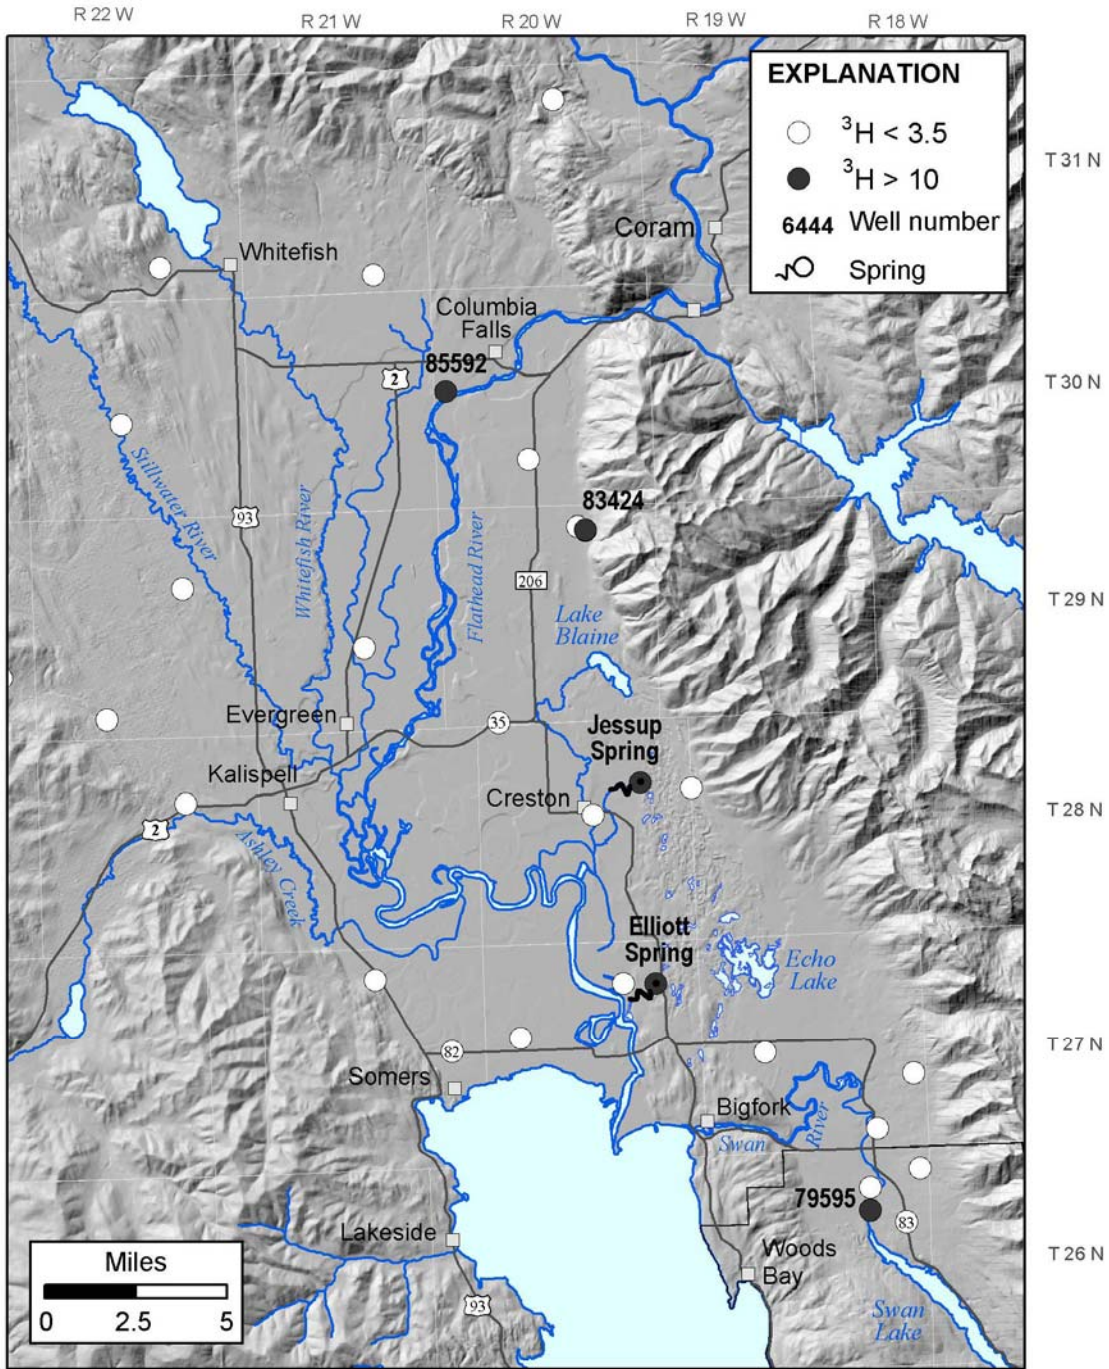 R 22 W
R 21 W
R 20 W
R 19 W
R 18 W
EXPLANATION
³H < 3.5
³H > 10
6444 Well number
Spring
T 31 N
Coram
Whitefish
Columbia
Falls
85592
2
T 30 N
Stillwater River
93
Whitefish River
Flathead River
83424
206
T 29 N
Lake
Blaine
Evergreen
35
Jessup
Spring
Kalispell
Creston
T 28 N
2
Ashley Creek
Elliott
Spring
Echo
Lake
82
T 27 N
Somers
Bigfork
Swan
River
79595
83
Lakeside
Woods
Bay
T 26 N
Miles
0 2.5 5
93
Swan
Lake